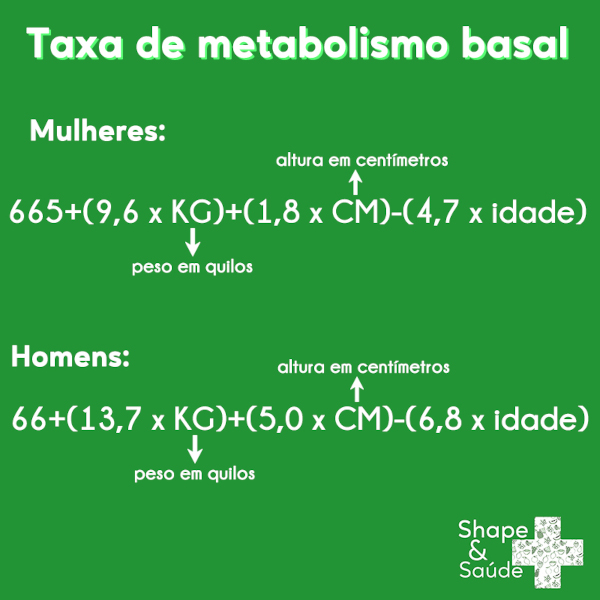 Taxa de metabolismo basal
Mulheres:
altura em centímetros
665+(9,6 x KG)+(1,8 x CM)-(4,7 x idade)
peso em quilos
Homens:
altura em centímetros
66+(13,7 x KG)+(5,0 x CM)-(6,8 x idade)
peso em quilos
Shape
&
Saúde